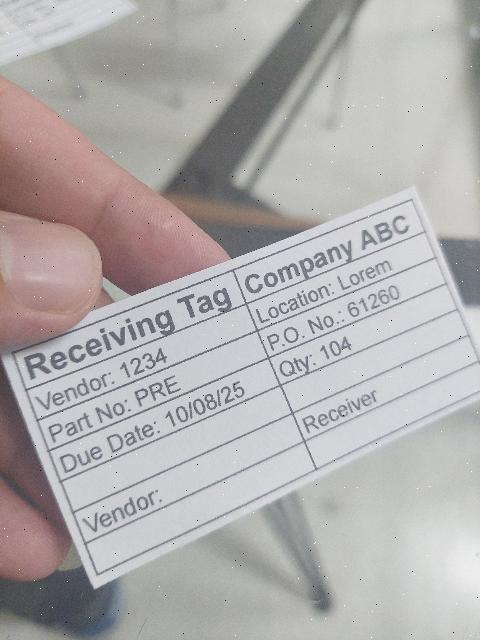 Receiving Tag Company ABC
Vendor: 1234 Location: Lorem
Part No: PRE P.O. No.: 61260
Due Date: 10/08/25 Qty: 104
Vendor: Receiver